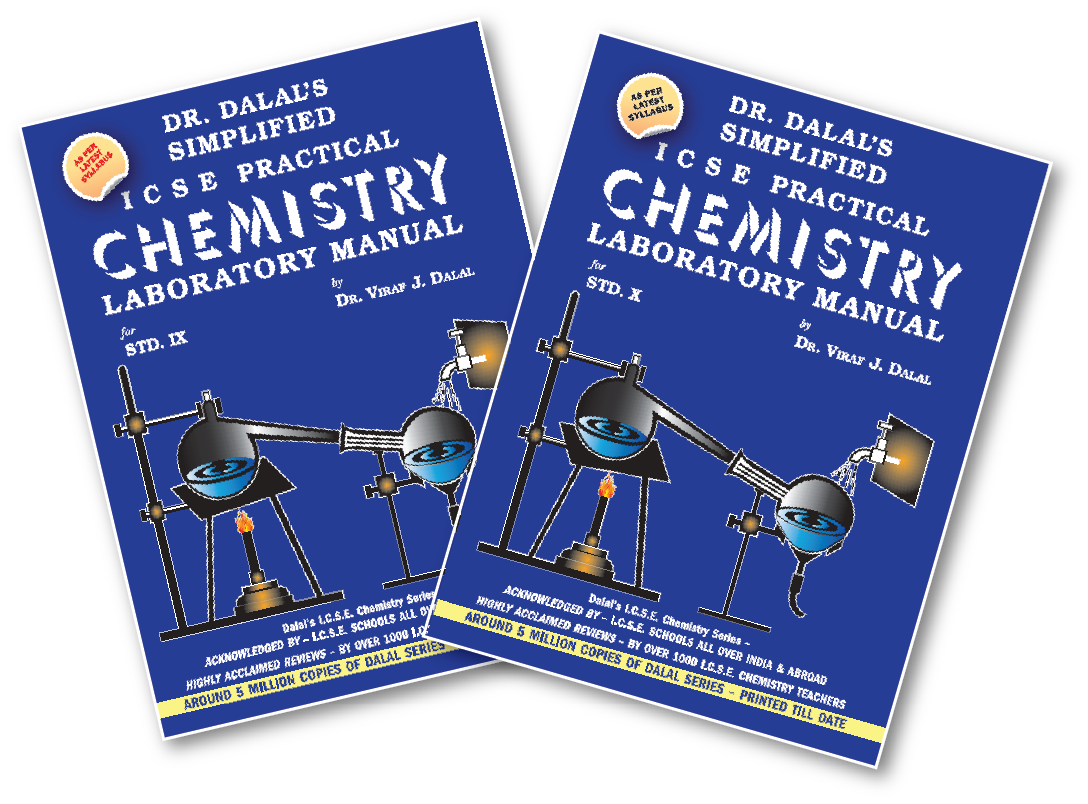 DR. DALAL'S
SIMPLIFIED
AS PER
LATEST
SYLLABUS
I C S E PRACTICAL
CHEMISTRY
LABORATORY MANUAL
by
DR. VIRAF J. DALAL
for
STD. IX
Dalal's I.C.S.E. Chemistry Series
ACKNOWLEDGED BY – I.C.S.E. SCHOOLS ALL
HIGHLY ACCLAIMED REVIEWS - BY OVER 1000
AROUND 5 MILLION COPIES OF DALAL SERIES
DR. DALAL'S
SIMPLIFIED
AS PER
LATEST
SYLLABUS
I C S E PRACTICAL
CHEMISTRY
LABORATORY MANUAL
for
STD. X
by
DR. VIRAF J. DALAL
Dalal's I.C.S.E. Chemistry Series –
ACKNOWLEDGED BY – I.C.S.E. SCHOOLS ALL OVER INDIA & ABROAD
HIGHLY ACCLAIMED REVIEWS - BY OVER 1000 I.C.S.E. CHEMISTRY TEACHERS
AROUND 5 MILLION COPIES OF DALAL SERIES - PRINTED TILL DATE